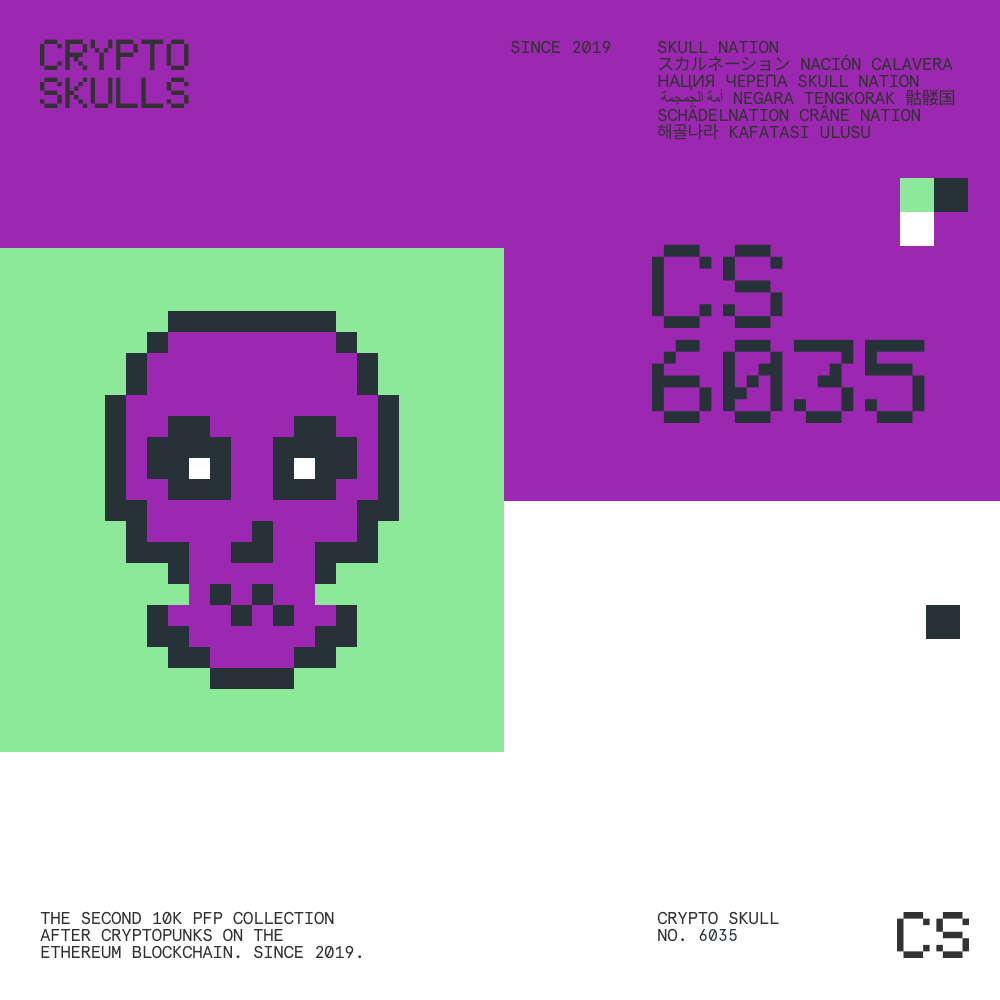 CRYPTO
SKULLS
SINCE 2019
SKULL NATION
スカルネーション NACIÓN CALAVERA
НАЦИЯ ЧЕРЕПА SKULL NATION
أمة الجمجمة NEGARA TENGKORAK 骷髅国
SCHÄDELNATION CRÂNE NATION
해골나라 KAFATASI ULUSU
CS
6035
THE SECOND 10K PFP COLLECTION
AFTER CRYPTOPUNKS ON THE
ETHEREUM BLOCKCHAIN. SINCE 2019.
CRYPTO SKULL
NO. 6035
CS